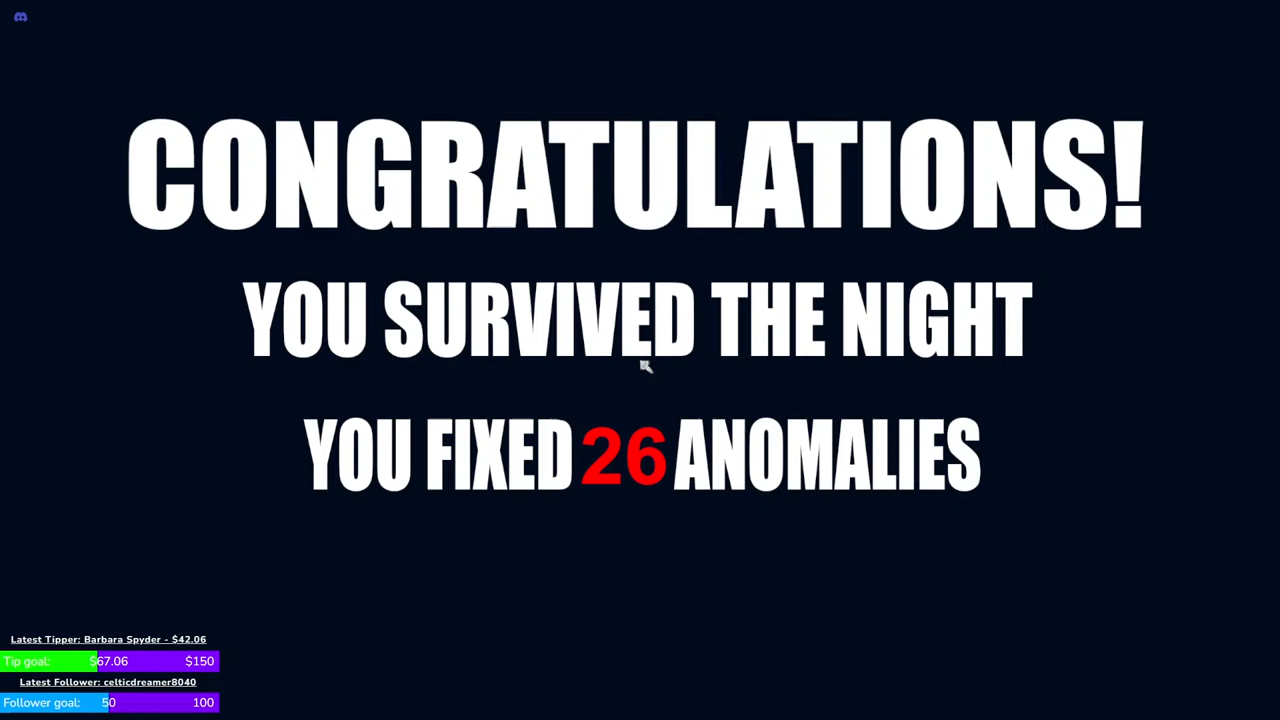 CONGRATULATIONS!
YOU SURVIVED THE NIGHT
YOU FIXED 26 ANOMALIES
Latest Tipper: Barbara Spyder - $42.06
Tip goal: $67.06 $150
Latest Follower: celticdreamer8040
Follower goal: 50 100